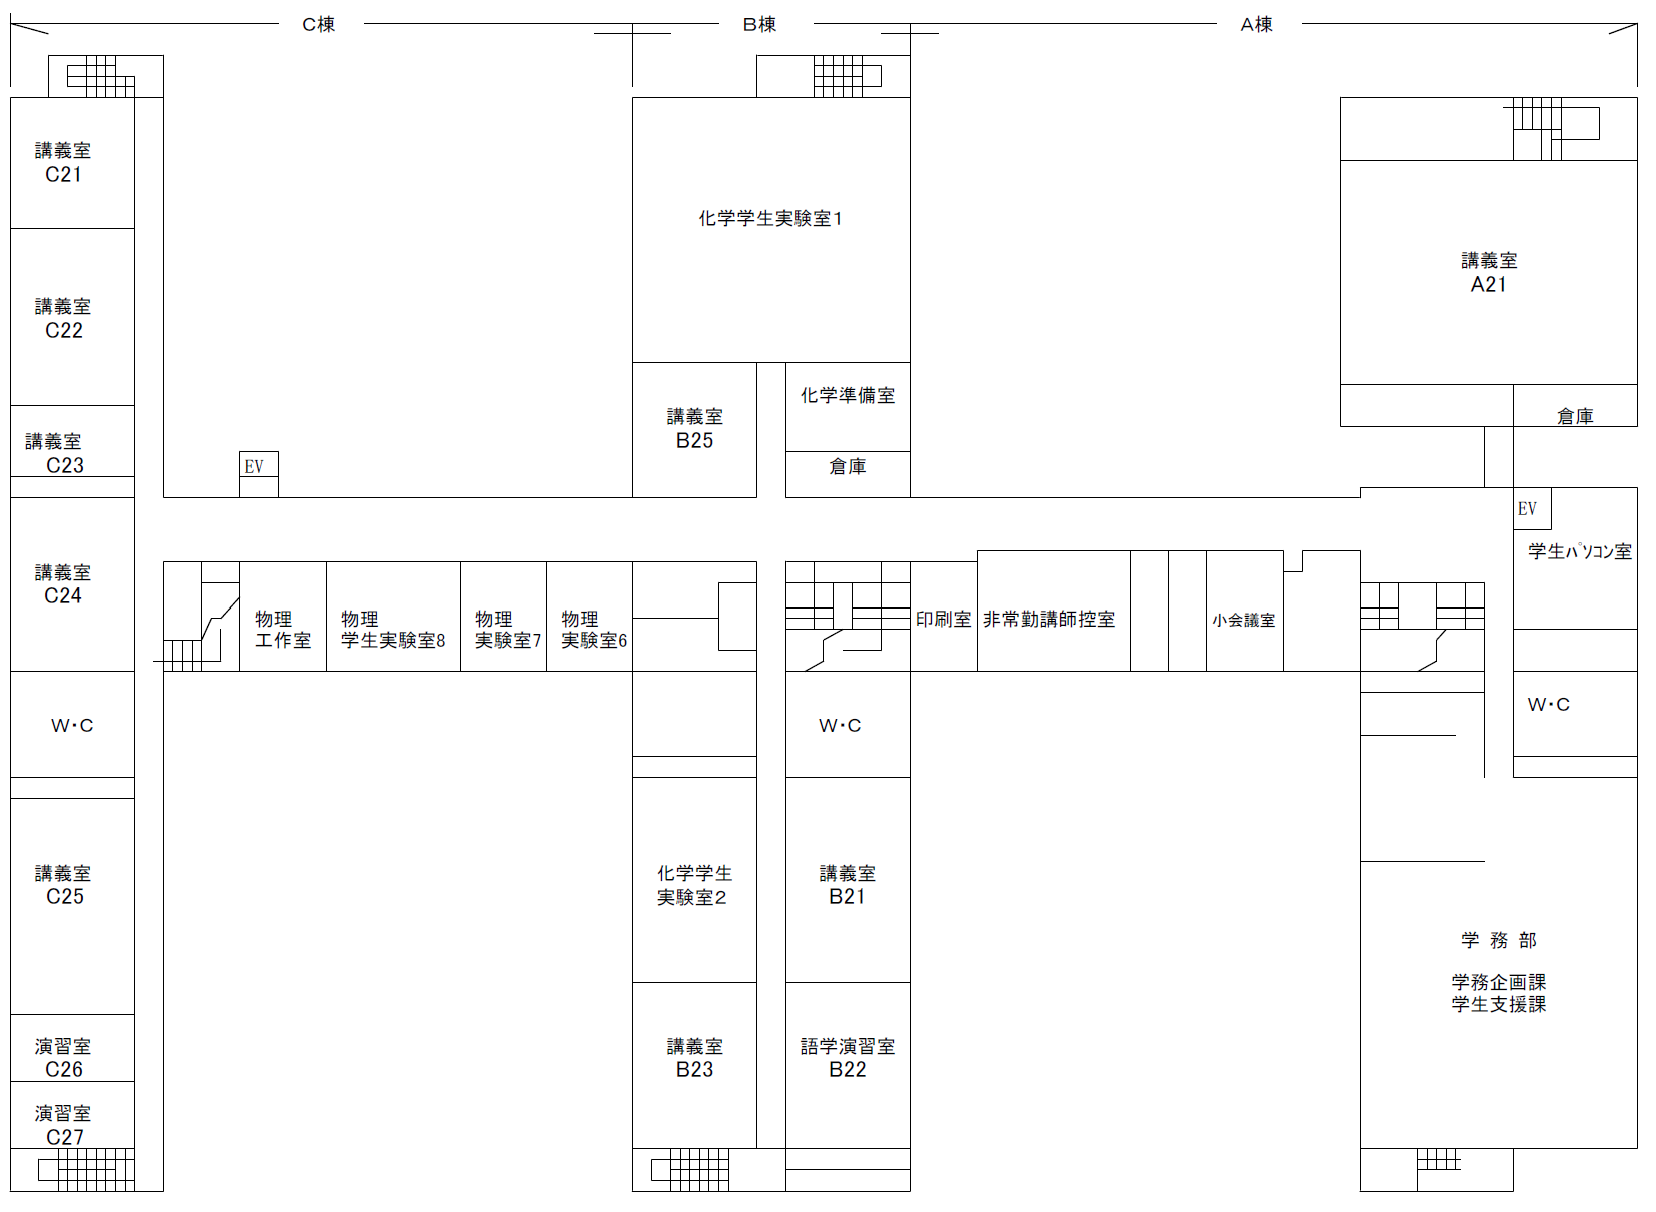 C棟
B棟
A棟
講義室
C21
化学学生実験室1
講義室
A21
講義室
C22
化学準備室
講義室
B25
倉庫
講義室
C23
EV
倉庫
EV
学生ﾊﾟｿｺﾝ室
講義室
C24
物理
工作室
物理
学生実験室8
物理
実験室7
物理
実験室6
印刷室
非常勤講師控室
小会議室
W・C
W・C
W・C
講義室
C25
化学学生
実験室2
講義室
B21
学 務 部
学務企画課
学生支援課
演習室
C26
講義室
B23
語学演習室
B22
演習室
C27